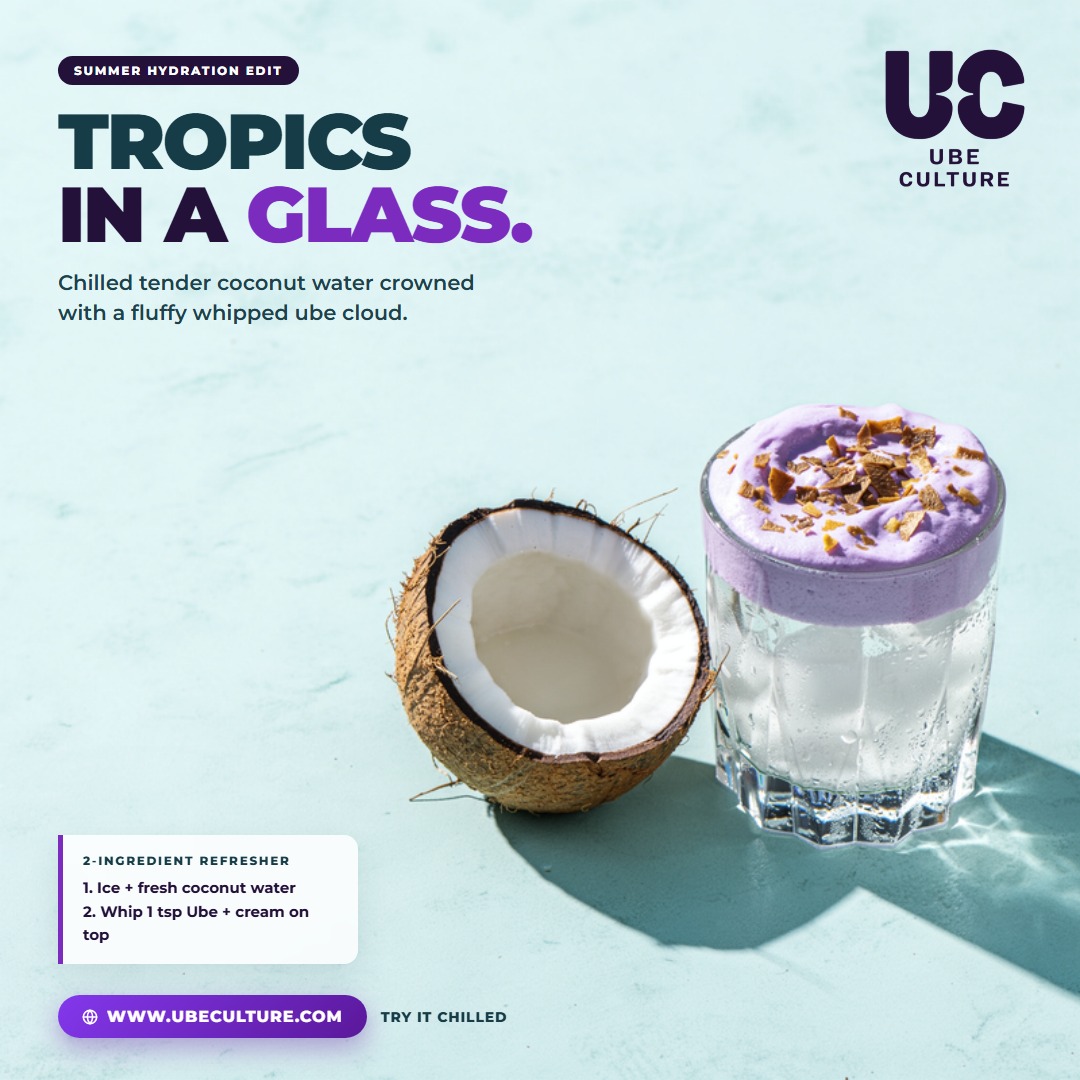 SUMMER HYDRATION EDIT
TROPICS
IN A GLASS.
Chilled tender coconut water crowned
with a fluffy whipped ube cloud.
UC
UBE
CULTURE
2-INGREDIENT REFRESHER
1. Ice + fresh coconut water
2. Whip 1 tsp Ube + cream on
top
WWW.UBECULTURE.COM
TRY IT CHILLED